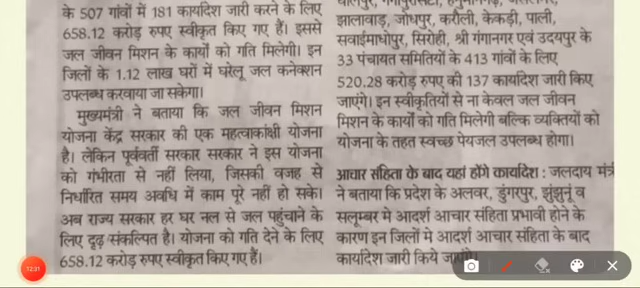 के 507 गांवों में 181 कार्यादेश जारी करने के लिए
658.12 करोड़ रुपए स्वीकृत किए गए हैं। इससे
जल जीवन मिशन के कार्यों को गति मिलेगी। इन
जिलों के 1.12 लाख घरों में घरेलू जल कनेक्शन
उपलब्ध करवाया जा सकेगा।
मुख्यमंत्री ने बताया कि जल जीवन मिशन
योजना केंद्र सरकार की एक महत्वाकांक्षी योजना
है। लेकिन पूर्ववर्ती सरकार सरकार ने इस योजना
को गंभीरता से नहीं लिया, जिसकी वजह से
निर्धारित समय अवधि में काम पूरे नहीं हो सके।
अब राज्य सरकार हर घर नल से जल पहुंचाने के
लिए दृढ़ संकल्पित है। योजना को गति देने के लिए
658.12 करोड़ रुपए स्वीकृत किए गए हैं।
झालावाड़, जोधपुर, करौली, केकड़ी, पाली,
सवाईमाधोपुर, सिरोही, श्री गंगानगर एवं उदयपुर के
33 पंचायत समितियों के 413 गांवों के लिए
520.28 करोड़ रुपए की 137 कार्यादेश जारी किए
जाएंगे। इन स्वीकृतियों से ना केवल जल जीवन
मिशन के कार्यों को गति मिलेगी बल्कि व्यक्तियों को
योजना के तहत स्वच्छ पेयजल उपलब्ध होगा।
आचार संहिता के बाद यहां होंगे कार्यादेश : जलदाय मंत्री
ने बताया कि प्रदेश के अलवर, डुंगरपुर, झुंझुनूं व
सलूम्बर मे आदर्श आचार संहिता प्रभावी होने के
कारण इन जिलों मे आदर्श आचार संहिता के बाद
कार्यादेश जारी किये जाएंगे।
12:31